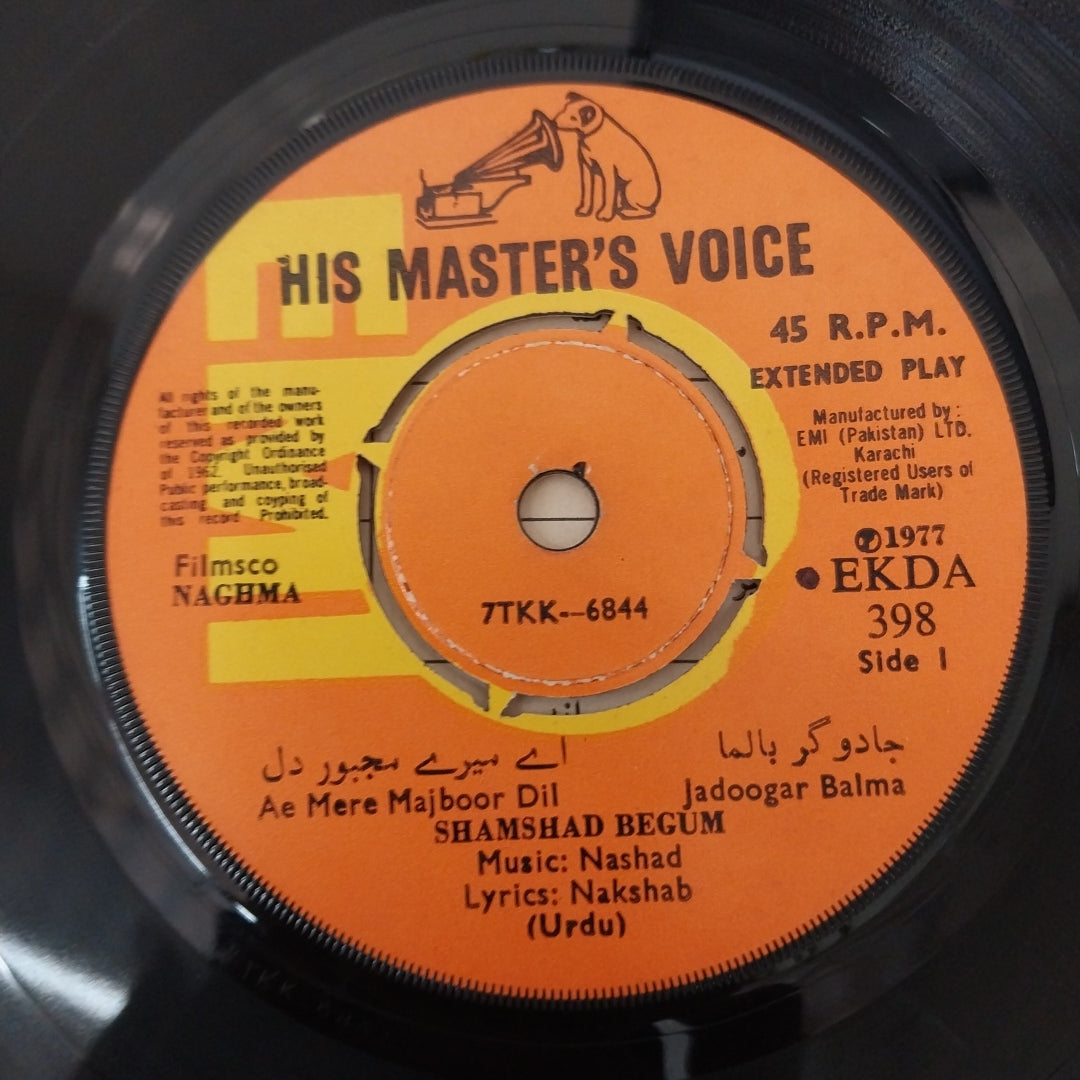 HIS MASTER'S VOICE
45 R.P.M.
EXTENDED PLAY
All rights of the manu-
facturer and of the owners
of this recorded work
reserved as provided by
the Copyright Ordinance
of 1962. Unauthorised
Public performance, broad-
casting and coyping of
this record Prohibited.
Manufactured by :
EMI (Pakistan) LTD.
Karachi
(Registered Users of
Trade Mark)
Ⓟ1977
EKDA
398
Side I
Filmsco
NAGHMA
7TKK--6844
اے میرے مجبور دل
Ae Mere Majboor Dil
جادو گر بالما
Jadoogar Balma
SHAMSHAD BEGUM
Music: Nashad
Lyrics: Nakshab
(Urdu)